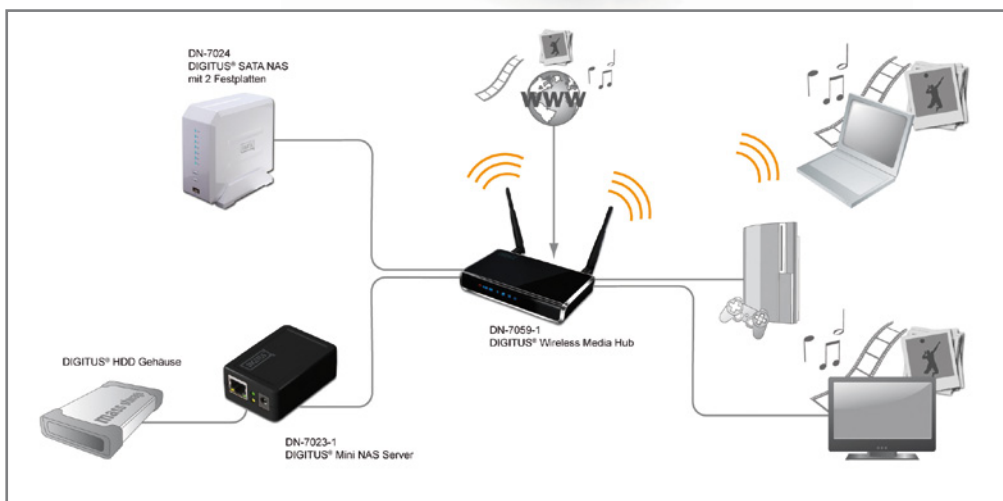 DN-7024
DIGITUS® SATA NAS
mit 2 Festplatten
WWW
DN-7059-1
DIGITUS® Wireless Media Hub
DIGITUS® HDD Gehäuse
DN-7023-1
DIGITUS® Mini NAS Server